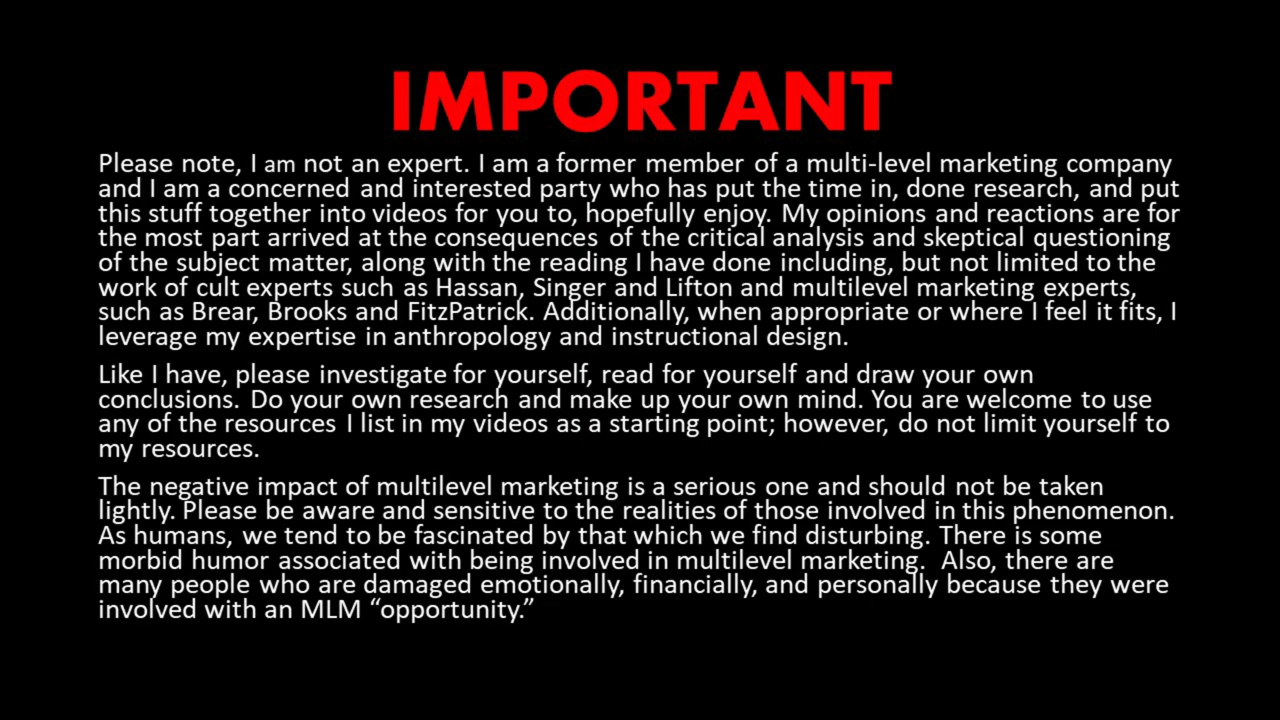 IMPORTANT
Please note, I am not an expert. I am a former member of a multi-level marketing company
and I am a concerned and interested party who has put the time in, done research, and put
this stuff together into videos for you to, hopefully enjoy. My opinions and reactions are for
the most part arrived at the consequences of the critical analysis and skeptical questioning
of the subject matter, along with the reading I have done including, but not limited to the
work of cult experts such as Hassan, Singer and Lifton and multilevel marketing experts,
such as Brear, Brooks and FitzPatrick. Additionally, when appropriate or where I feel it fits, I
leverage my expertise in anthropology and instructional design.
Like I have, please investigate for yourself, read for yourself and draw your own
conclusions. Do your own research and make up your own mind. You are welcome to use
any of the resources I list in my videos as a starting point; however, do not limit yourself to
my resources.
The negative impact of multilevel marketing is a serious one and should not be taken
lightly. Please be aware and sensitive to the realities of those involved in this phenomenon.
As humans, we tend to be fascinated by that which we find disturbing. There is some
morbid humor associated with being involved in multilevel marketing.  Also, there are
many people who are damaged emotionally, financially, and personally because they were
involved with an MLM “opportunity.”